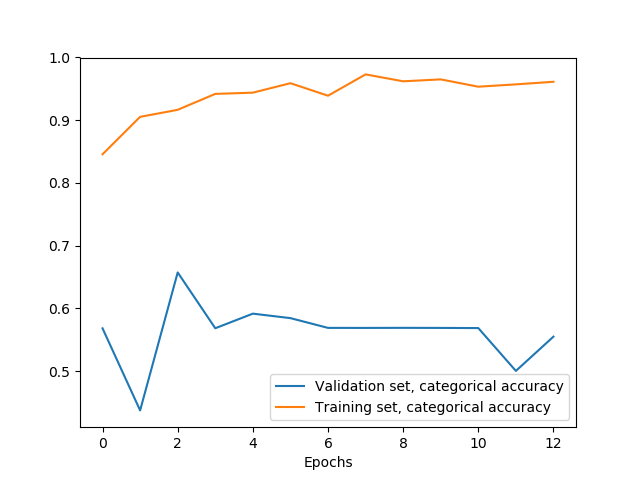 1.0
0.9
0.8
0.7
0.6
0.5
Validation set, categorical accuracy
Training set, categorical accuracy
0 2 4 6 8 10 12
Epochs